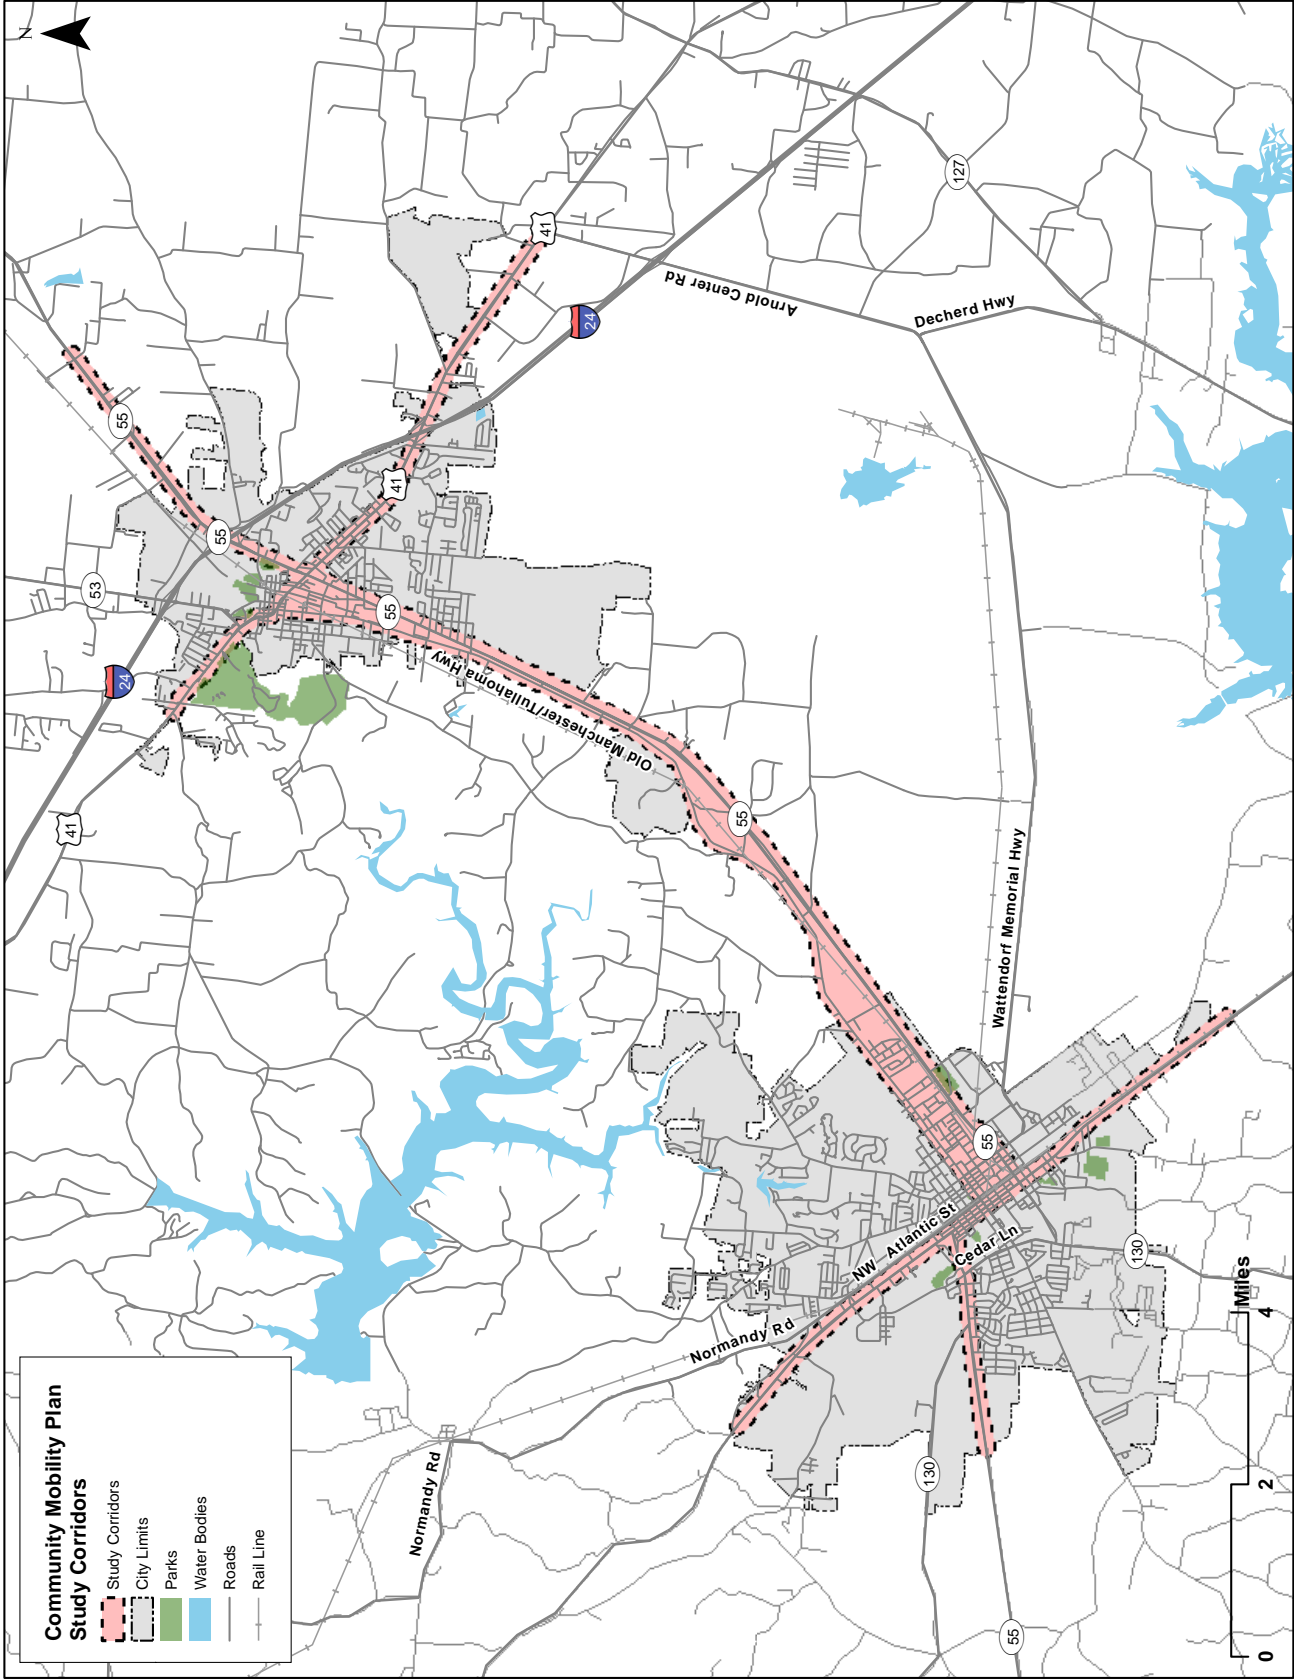 Community Mobility Plan
Study Corridors
Study Corridors
City Limits
Parks
Water Bodies
Roads
Rail Line
N
41
24
53
55
55
55
41
41
24
127
Arnold Center Rd
Decherd Hwy
Old Manchester/Tullahoma Hwy
55
Wattendorf Memorial Hwy
Normandy Rd
Normandy Rd
NW Atlantic St
Cedar Ln
55
130
130
55
0
2
4
Miles